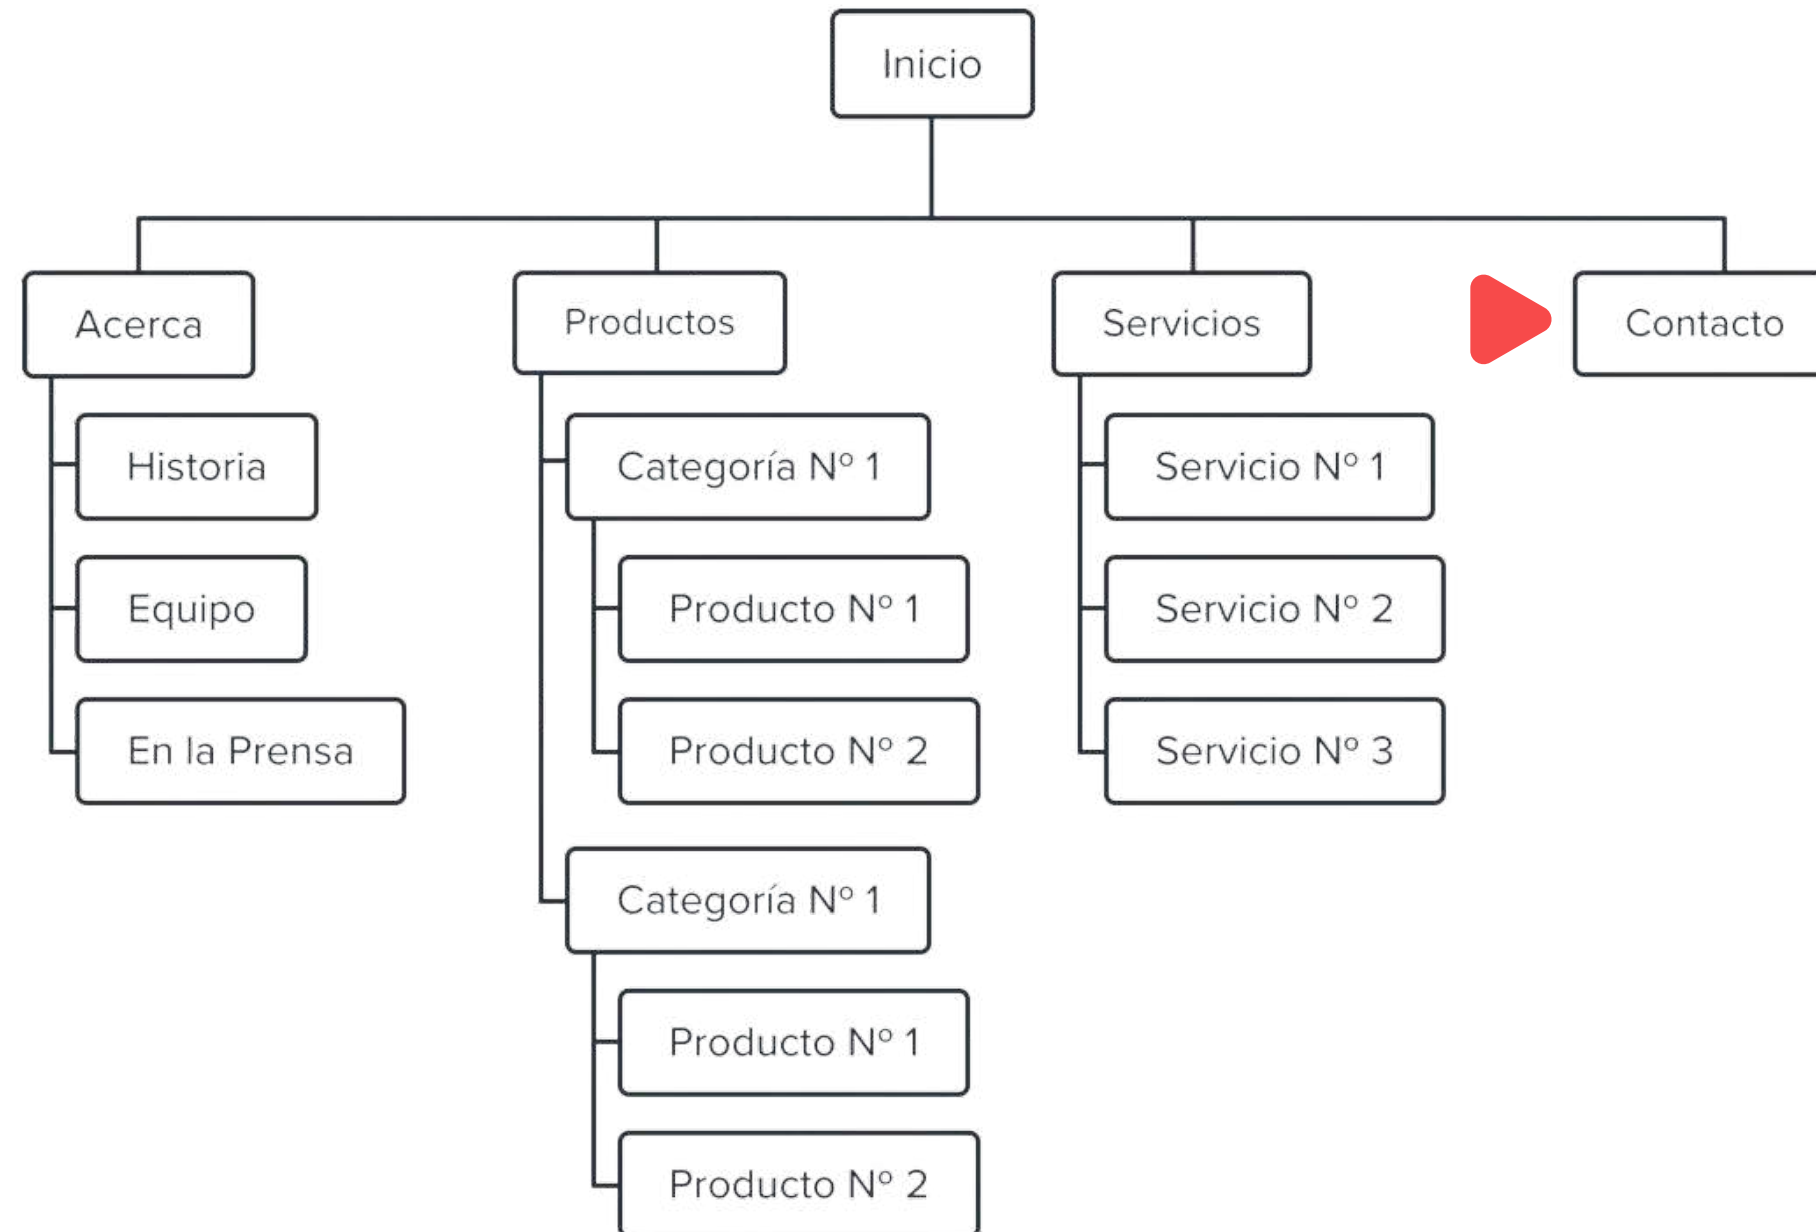 Inicio
Acerca
Historia
Equipo
En la Prensa
Productos
Categoría Nº 1
Producto Nº 1
Producto Nº 2
Categoría Nº 1
Producto Nº 1
Producto Nº 2
Servicios
Servicio Nº 1
Servicio Nº 2
Servicio Nº 3
Contacto